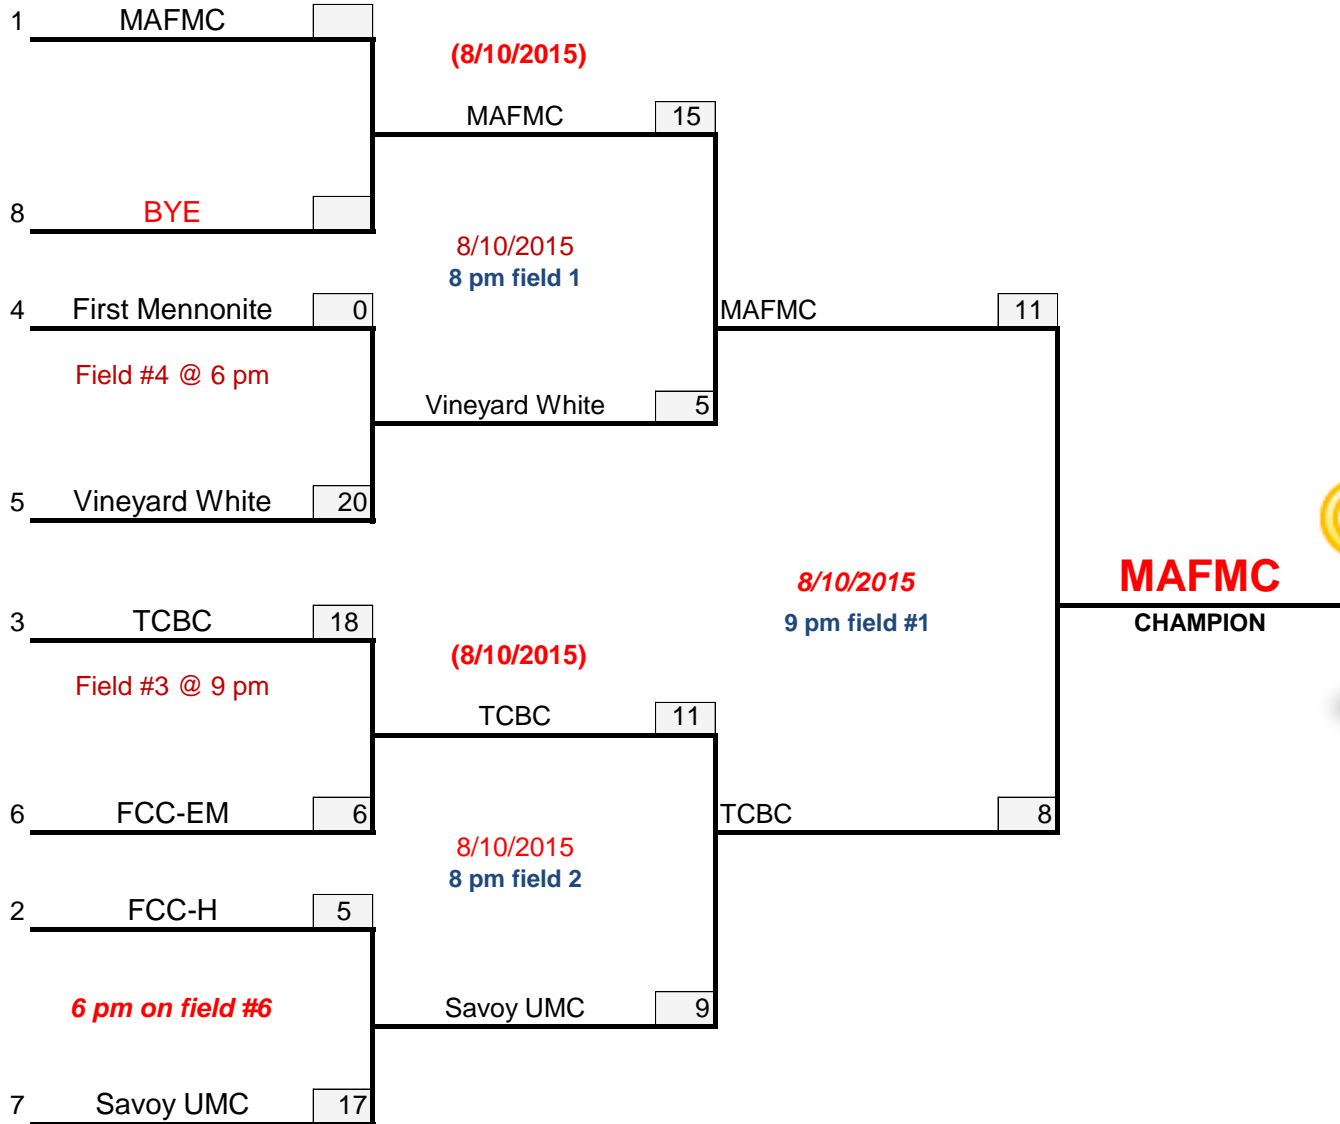 1 MAFMC
(8/10/2015)
MAFMC 15
8 BYE
8/10/2015
8 pm field 1
4 First Mennonite 0
MAFMC 11
Field #4 @ 6 pm
Vineyard White 5
5 Vineyard White 20
8/10/2015
MAFMC
9 pm field #1
CHAMPION
3 TCBC 18
(8/10/2015)
Field #3 @ 9 pm
TCBC 11
6 FCC-EM 6
TCBC 8
8/10/2015
8 pm field 2
2 FCC-H 5
6 pm on field #6
Savoy UMC 9
7 Savoy UMC 17